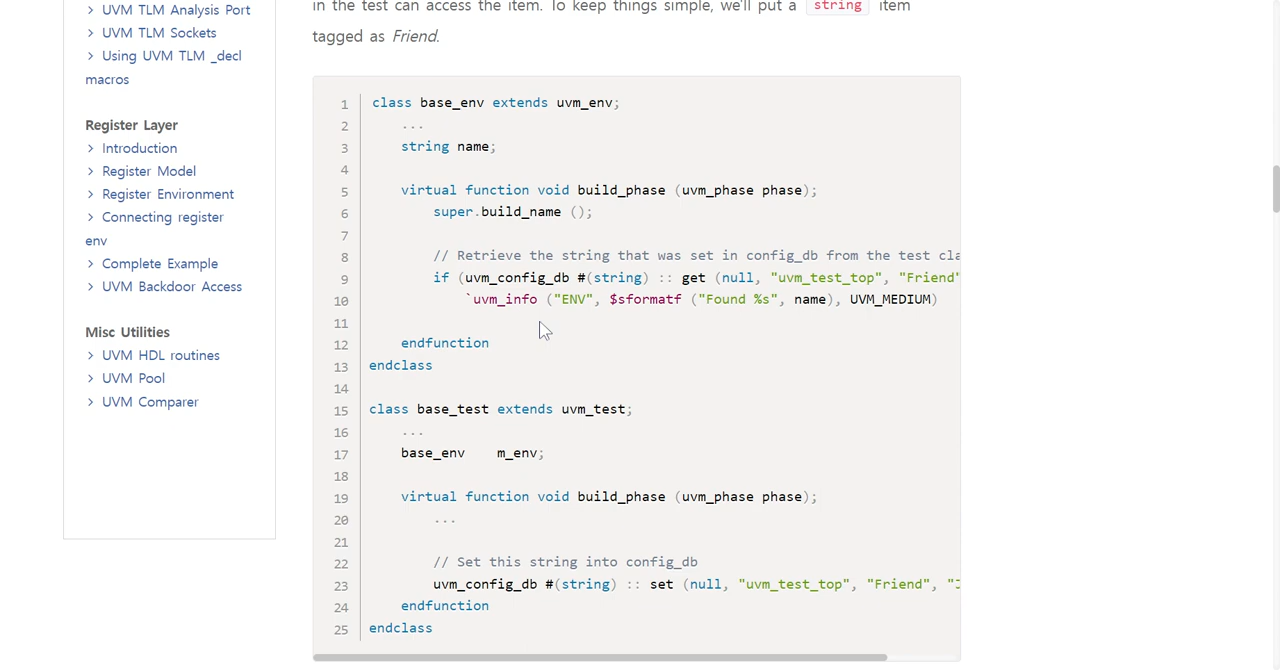 > UVM TLM Analysis Port
> UVM TLM Sockets
> Using UVM TLM _decl
macros
Register Layer
> Introduction
> Register Model
> Register Environment
> Connecting register
env
> Complete Example
> UVM Backdoor Access
Misc Utilities
> UVM HDL routines
> UVM Pool
> UVM Comparer
in the test can access the item. To keep things simple, we'll put a string item
tagged as Friend.
1 class base_env extends uvm_env;
2 ...
3 string name;
4
5 virtual function void build_phase (uvm_phase phase);
6 super.build_name ();
7
8 // Retrieve the string that was set in config_db from the test cla
9 if (uvm_config_db #(string) :: get (null, "uvm_test_top", "Friend"
10 `uvm_info ("ENV", $sformatf ("Found %s", name), UVM_MEDIUM)
11
12 endfunction
13 endclass
14
15 class base_test extends uvm_test;
16 ...
17 base_env m_env;
18
19 virtual function void build_phase (uvm_phase phase);
20 ...
21
22 // Set this string into config_db
23 uvm_config_db #(string) :: set (null, "uvm_test_top", "Friend", "J
24 endfunction
25 endclass